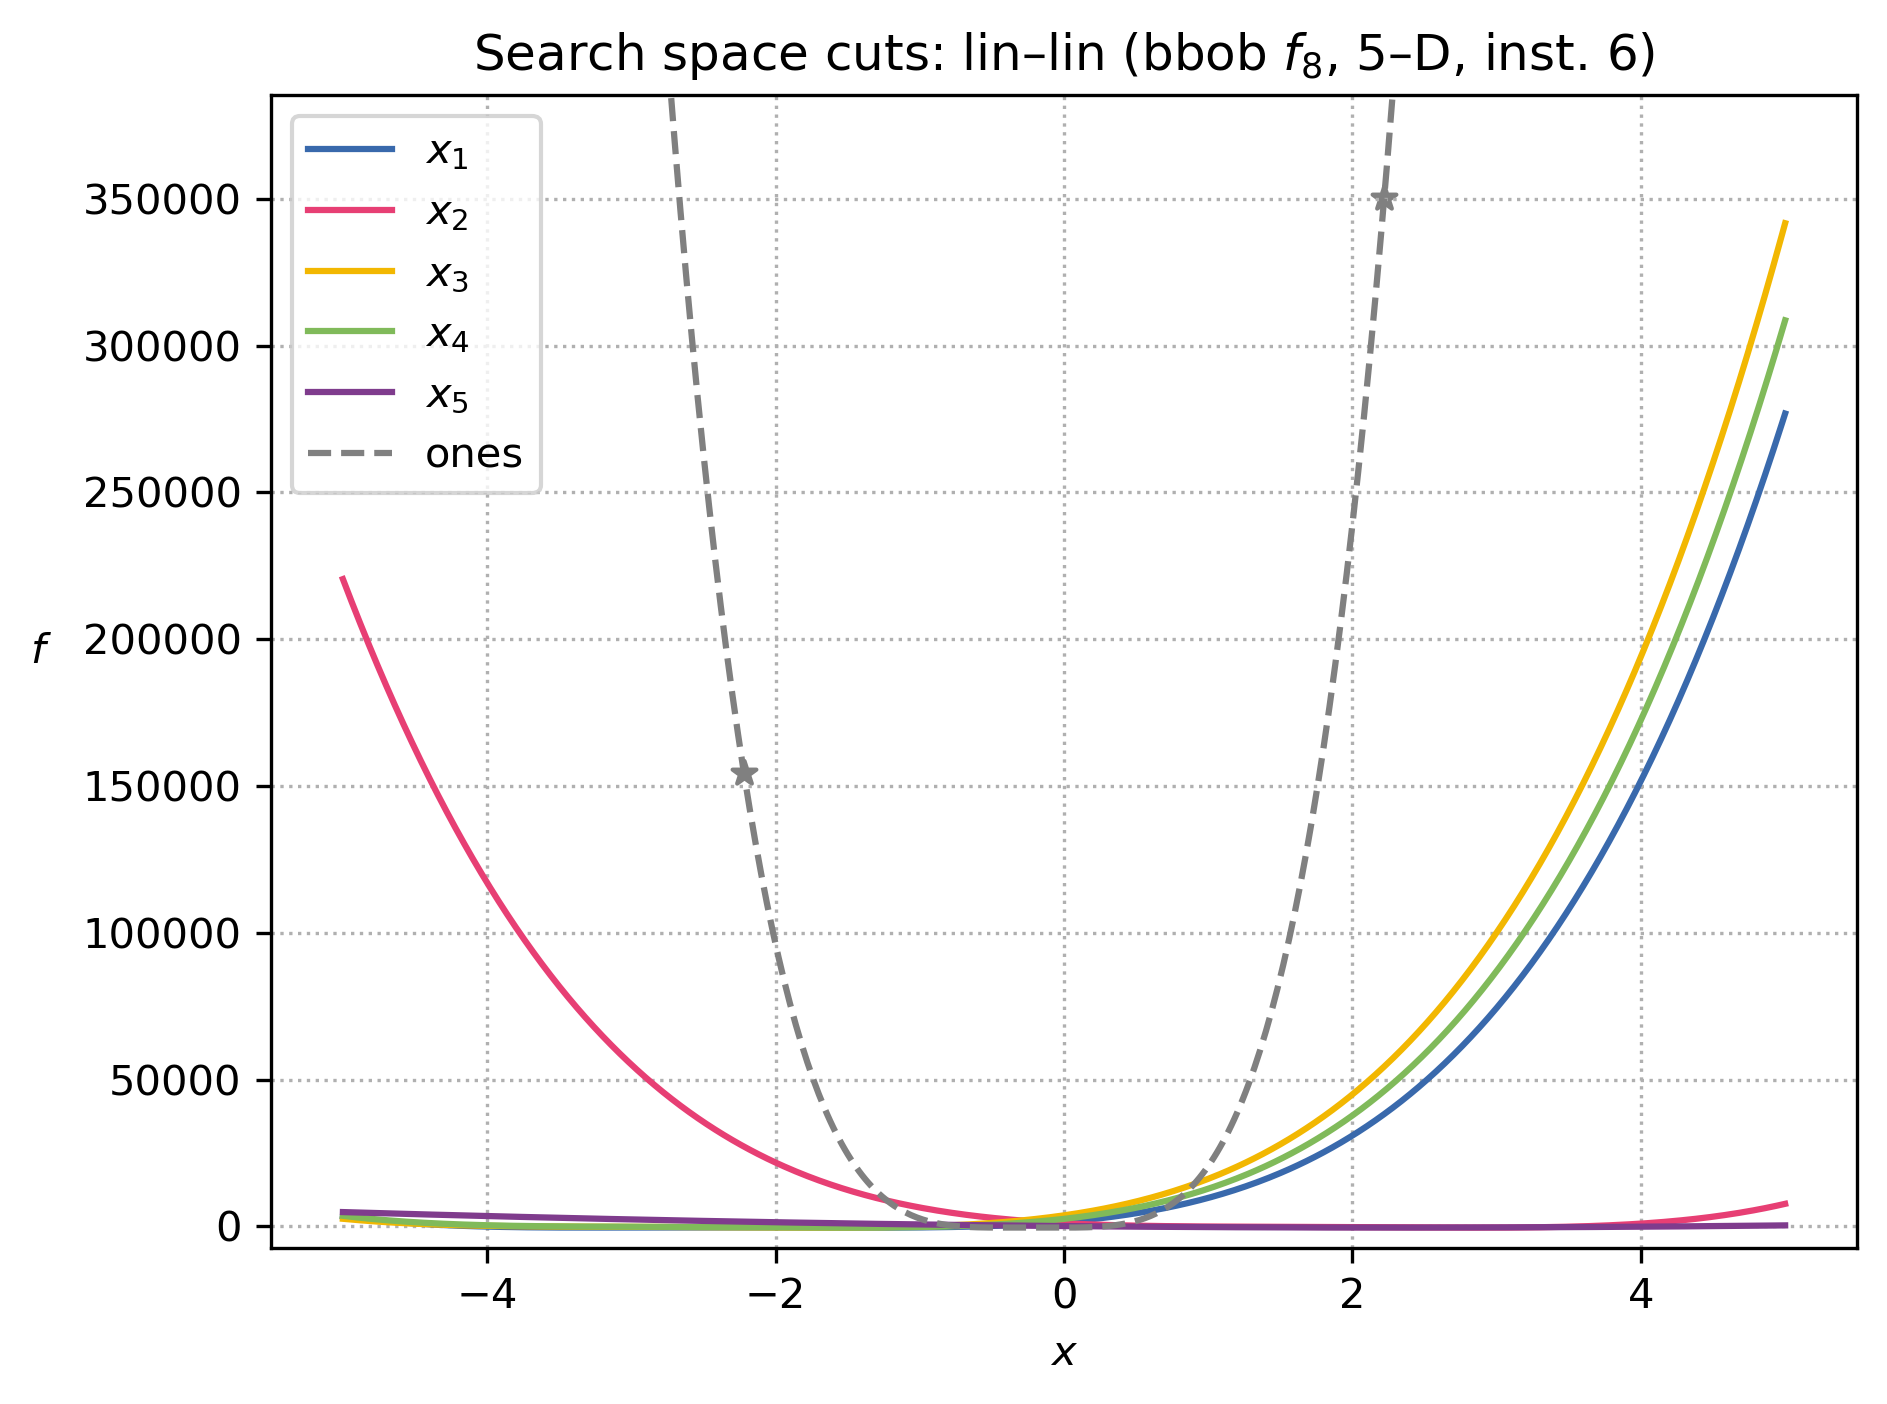 Search space cuts: lin–lin (bbob f₈, 5–D, inst. 6)
x₁
x₂
x₃
x₄
x₅
ones
350000
300000
250000
200000
150000
100000
50000
0
f
−4
−2
0
2
4
x